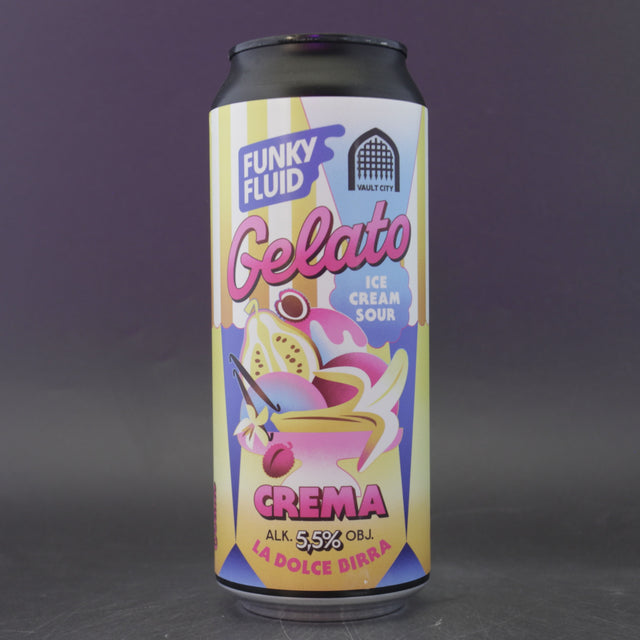 FUNKY
FLUID
VAULT CITY
Gelato
ICE
CREAM
SOUR
CREMA
ALK. 5,5% OBJ.
LA DOLCE BIRRA